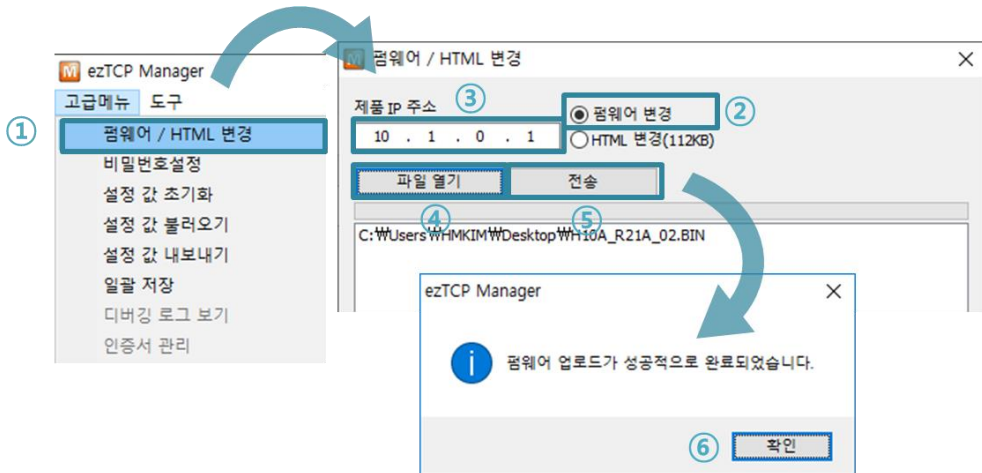 ezTCP Manager
고급메뉴 도구
① 펌웨어 / HTML 변경
비밀번호설정
설정 값 초기화
설정 값 불러오기
설정 값 내보내기
일괄 저장
디버깅 로그 보기
인증서 관리
펌웨어 / HTML 변경
제품 IP 주소 ③
펌웨어 변경 ②
10 . 1 . 0 . 1
HTML 변경(112KB)
파일 열기 전송
④ ⑤
C:₩Users₩HMKIM₩Desktop₩H10A_R21A_02.BIN
ezTCP Manager
펌웨어 업로드가 성공적으로 완료되었습니다.
⑥ 확인